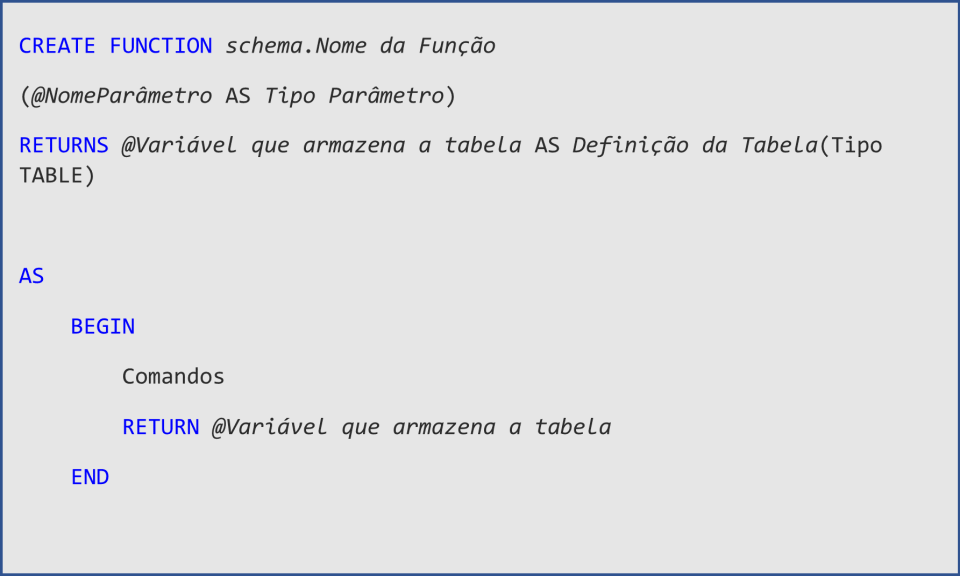 CREATE FUNCTION schema.Nome da Função
(@NomeParâmetro AS Tipo Parâmetro)
RETURNS @Variável que armazena a tabela AS Definição da Tabela(Tipo
TABLE)
AS
BEGIN
Comandos
RETURN @Variável que armazena a tabela
END